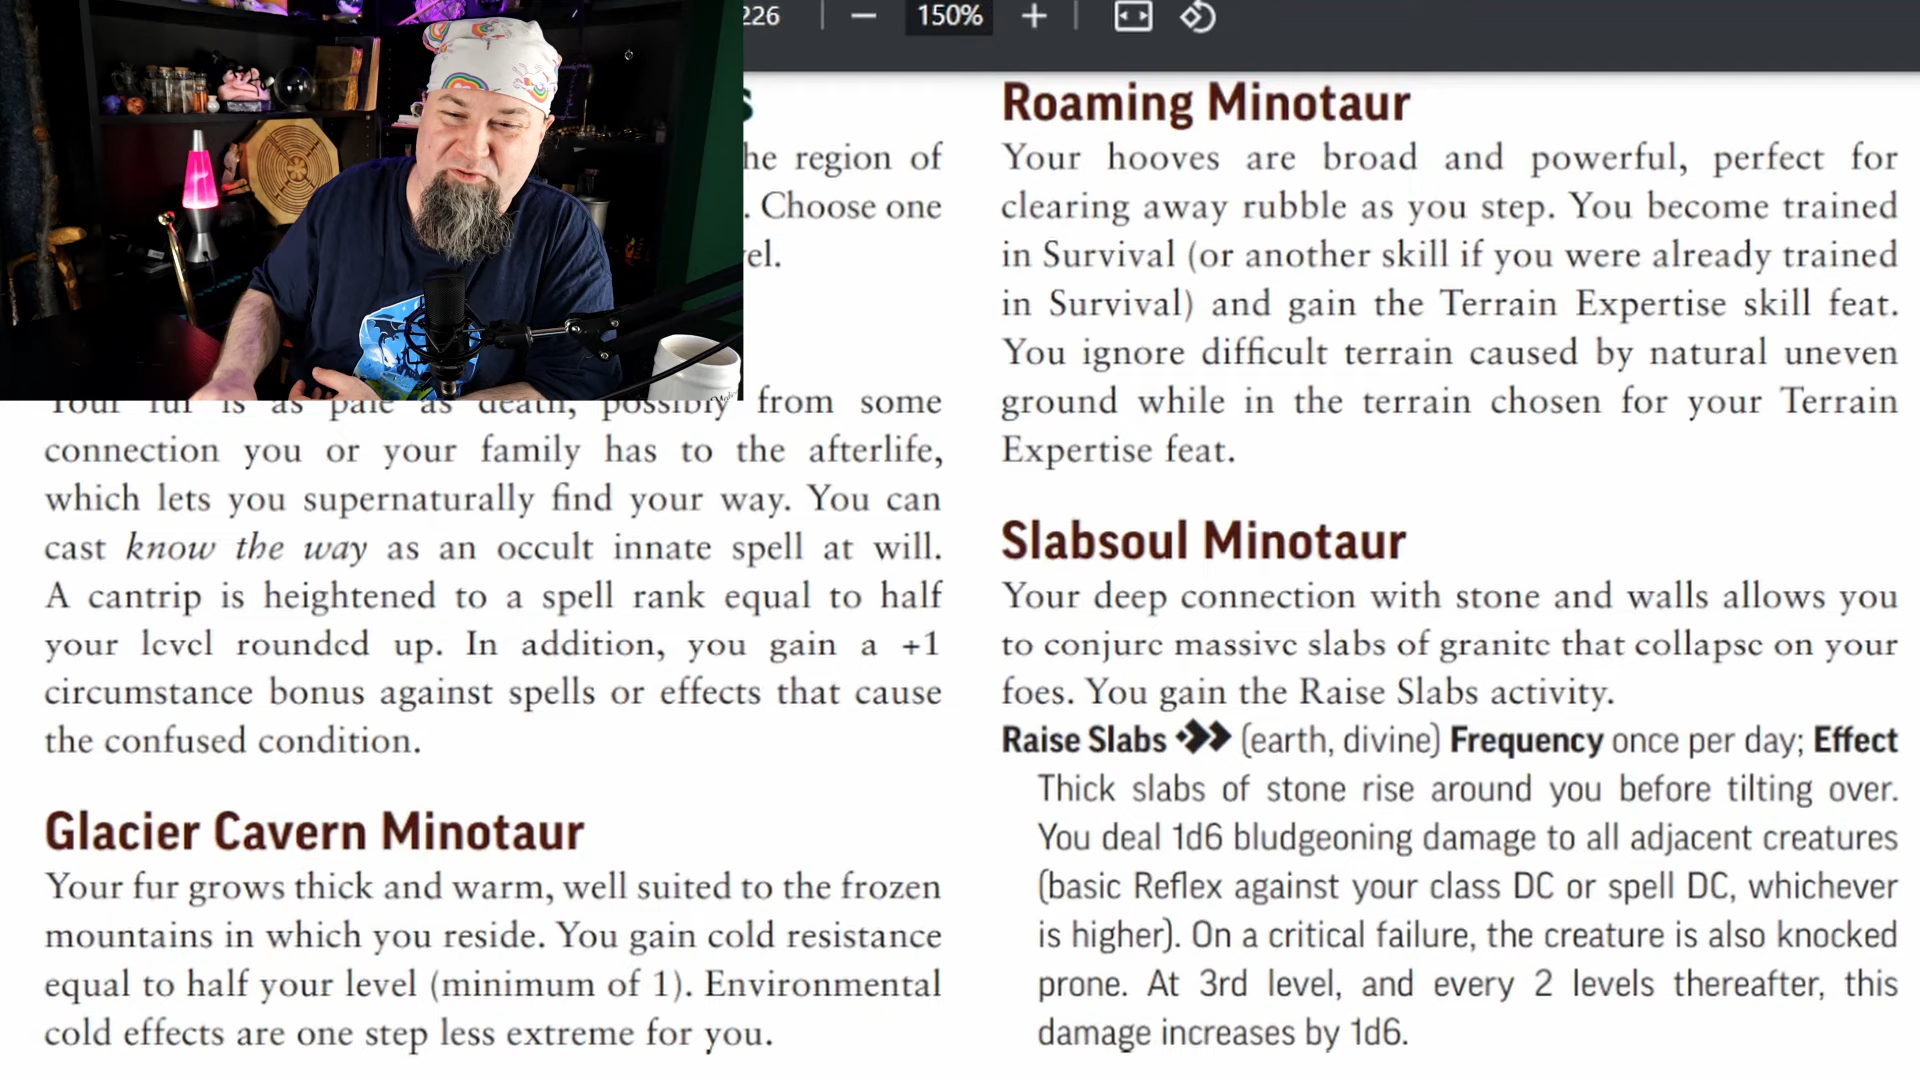 226
150%
he region of
. Choose one
vel.
Your fur is as pale as death, possibly from some
connection you or your family has to the afterlife,
which lets you supernaturally find your way. You can
cast know the way as an occult innate spell at will.
A cantrip is heightened to a spell rank equal to half
your level rounded up. In addition, you gain a +1
circumstance bonus against spells or effects that cause
the confused condition.
Glacier Cavern Minotaur
Your fur grows thick and warm, well suited to the frozen
mountains in which you reside. You gain cold resistance
equal to half your level (minimum of 1). Environmental
cold effects are one step less extreme for you.
Roaming Minotaur
Your hooves are broad and powerful, perfect for
clearing away rubble as you step. You become trained
in Survival (or another skill if you were already trained
in Survival) and gain the Terrain Expertise skill feat.
You ignore difficult terrain caused by natural uneven
ground while in the terrain chosen for your Terrain
Expertise feat.
Slabsoul Minotaur
Your deep connection with stone and walls allows you
to conjure massive slabs of granite that collapse on your
foes. You gain the Raise Slabs activity.
Raise Slabs (earth, divine) Frequency once per day; Effect
Thick slabs of stone rise around you before tilting over.
You deal 1d6 bludgeoning damage to all adjacent creatures
(basic Reflex against your class DC or spell DC, whichever
is higher). On a critical failure, the creature is also knocked
prone. At 3rd level, and every 2 levels thereafter, this
damage increases by 1d6.